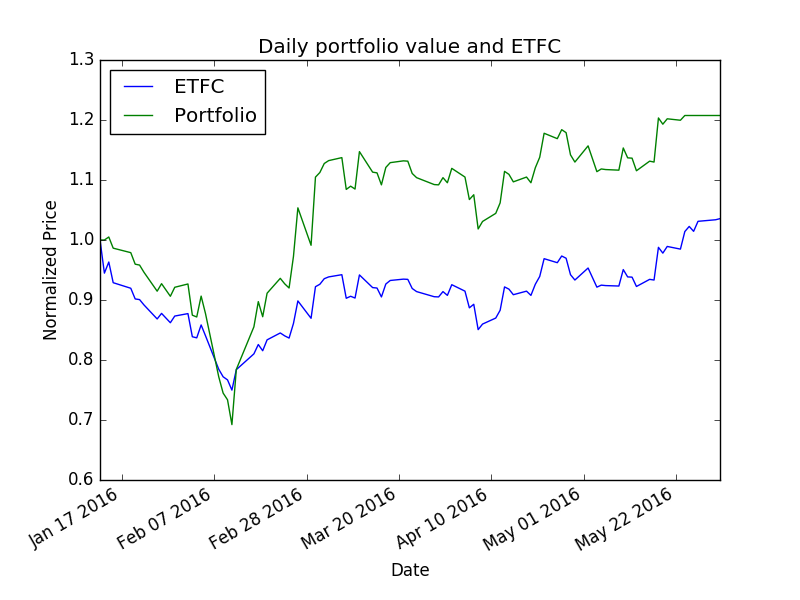 Daily portfolio value and ETFC
ETFC
Portfolio
1.3
1.2
1.1
1.0
0.9
0.8
0.7
0.6
Normalized Price
Jan 17 2016
Feb 07 2016
Feb 28 2016
Mar 20 2016
Apr 10 2016
May 01 2016
May 22 2016
Date